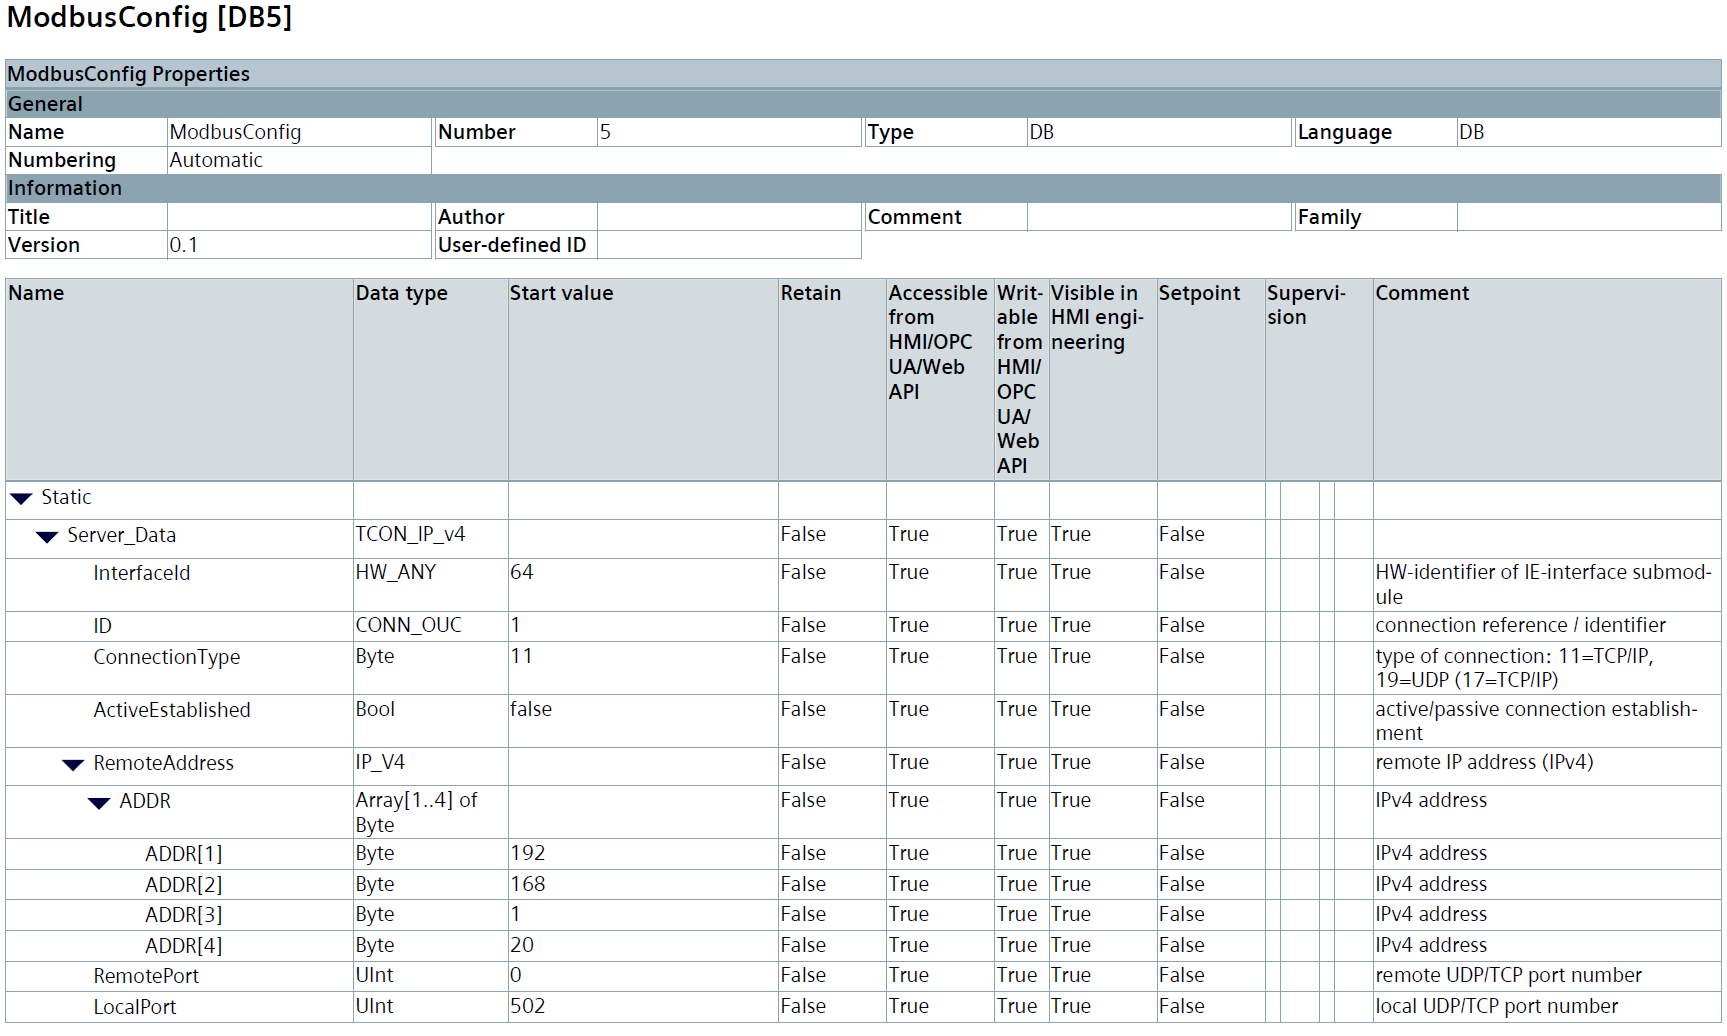 ModbusConfig [DB5]
ModbusConfig Properties
General
Name ModbusConfig Number 5 Type DB Language DB
Numbering Automatic
Information
Title Author Comment Family
Version 0.1 User-defined ID
Name Data type Start value Retain Accessible from HMI/OPC UA/Web API Writ-able from HMI/OPC UA/Web API Visible in HMI engi-neering Setpoint Supervi-sion Comment
Static
Server_Data TCON_IP_v4 False True True True False
InterfaceId HW_ANY 64 False True True True False HW-identifier of IE-interface submod-
ule
ID CONN_OUC 1 False True True True False connection reference / identifier
ConnectionType Byte 11 False True True True False type of connection: 11=TCP/IP,
19=UDP (17=TCP/IP)
ActiveEstablished Bool false False True True True False active/passive connection establish-
ment
RemoteAddress IP_V4 False True True True False remote IP address (IPv4)
ADDR Array[1..4] of Byte False True True True False IPv4 address
ADDR[1] Byte 192 False True True True False IPv4 address
ADDR[2] Byte 168 False True True True False IPv4 address
ADDR[3] Byte 1 False True True True False IPv4 address
ADDR[4] Byte 20 False True True True False IPv4 address
RemotePort UInt 0 False True True True False remote UDP/TCP port number
LocalPort UInt 502 False True True True False local UDP/TCP port number